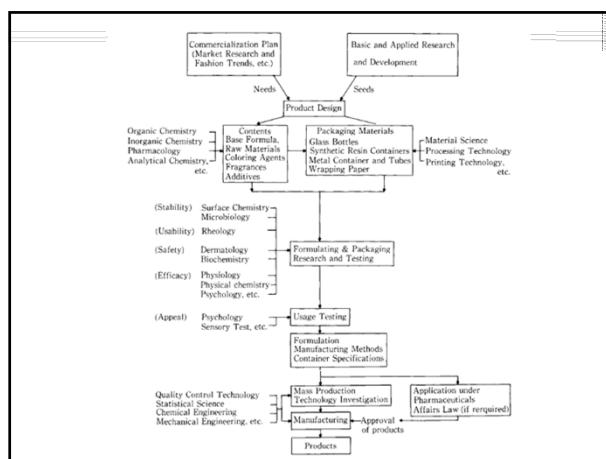 Commercialization Plan
(Market Research and
Fashion Trends, etc.)
Basic and Applied Research
and Development
Needs
Seeds
Product Design
Organic Chemistry
Inorganic Chemistry
Pharmacology
Analytical Chemistry,
etc.
Contents
Base Formula,
Raw Materials
Coloring Agents
Fragrances
Additives
Packaging Materials
Glass Bottles
Synthetic Resin Containers
Metal Container and Tubes
Wrapping Paper
Material Science
Processing Technology
Printing Technology,
etc.
(Stability) Surface Chemistry
Microbiology
(Usability) Rheology
(Safety) Dermatology
Biochemistry
(Efficacy) Physiology
Physical chemistry
Psychology, etc.
Formulating & Packaging
Research and Testing
(Appeal) Psychology
Sensory Test, etc.
Usage Testing
Formulation
Manufacturing Methods
Container Specifications
Quality Control Technology
Statistical Science
Chemical Engineering
Mechanical Engineering, etc.
Mass Production
Technology Investigation
Application under
Pharmaceuticals
Affairs Law (if rerquired)
Manufacturing
Approval
of products
Products